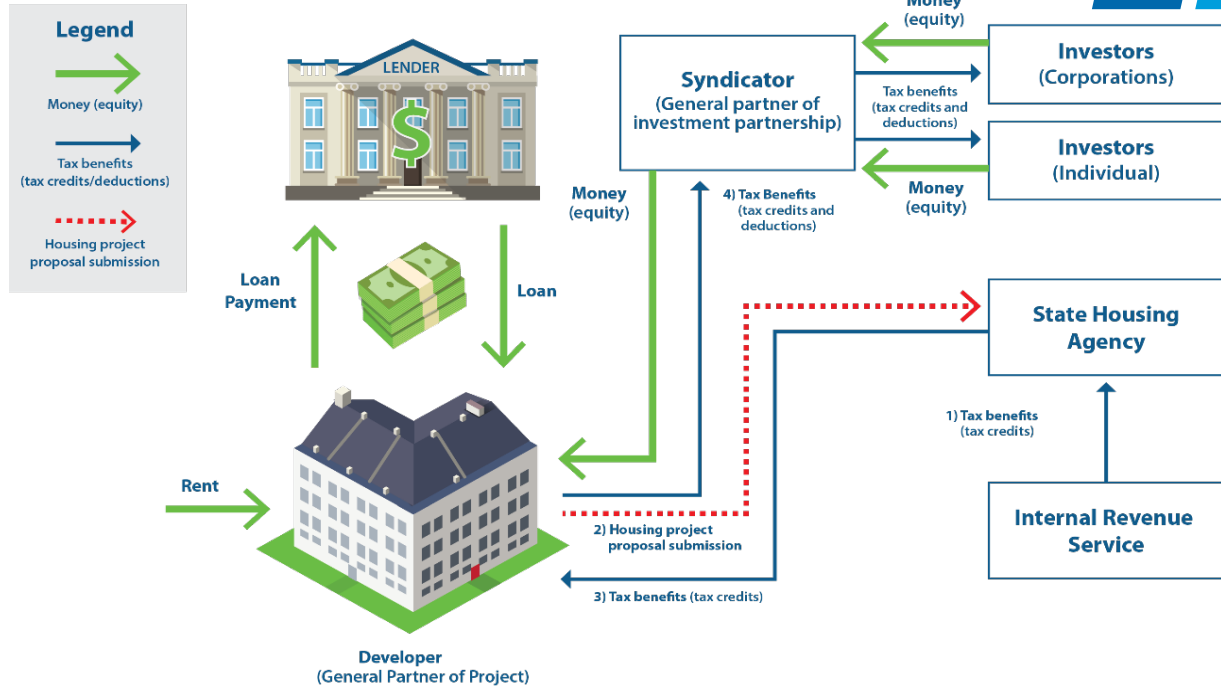 Legend
Money (equity)
Tax benefits
(tax credits/deductions)
Housing project
proposal submission
LENDER
$
Loan
Payment
Loan
Rent
Developer
(General Partner of Project)
Money
(equity)
Syndicator
(General partner of
investment partnership)
4) Tax Benefits
(tax credits and
deductions)
Money
(equity)
Tax benefits
(tax credits and
deductions)
Money
(equity)
Investors
(Corporations)
Investors
(Individual)
State Housing
Agency
1) Tax benefits
(tax credits)
Internal Revenue
Service
2) Housing project
proposal submission
3) Tax benefits (tax credits)